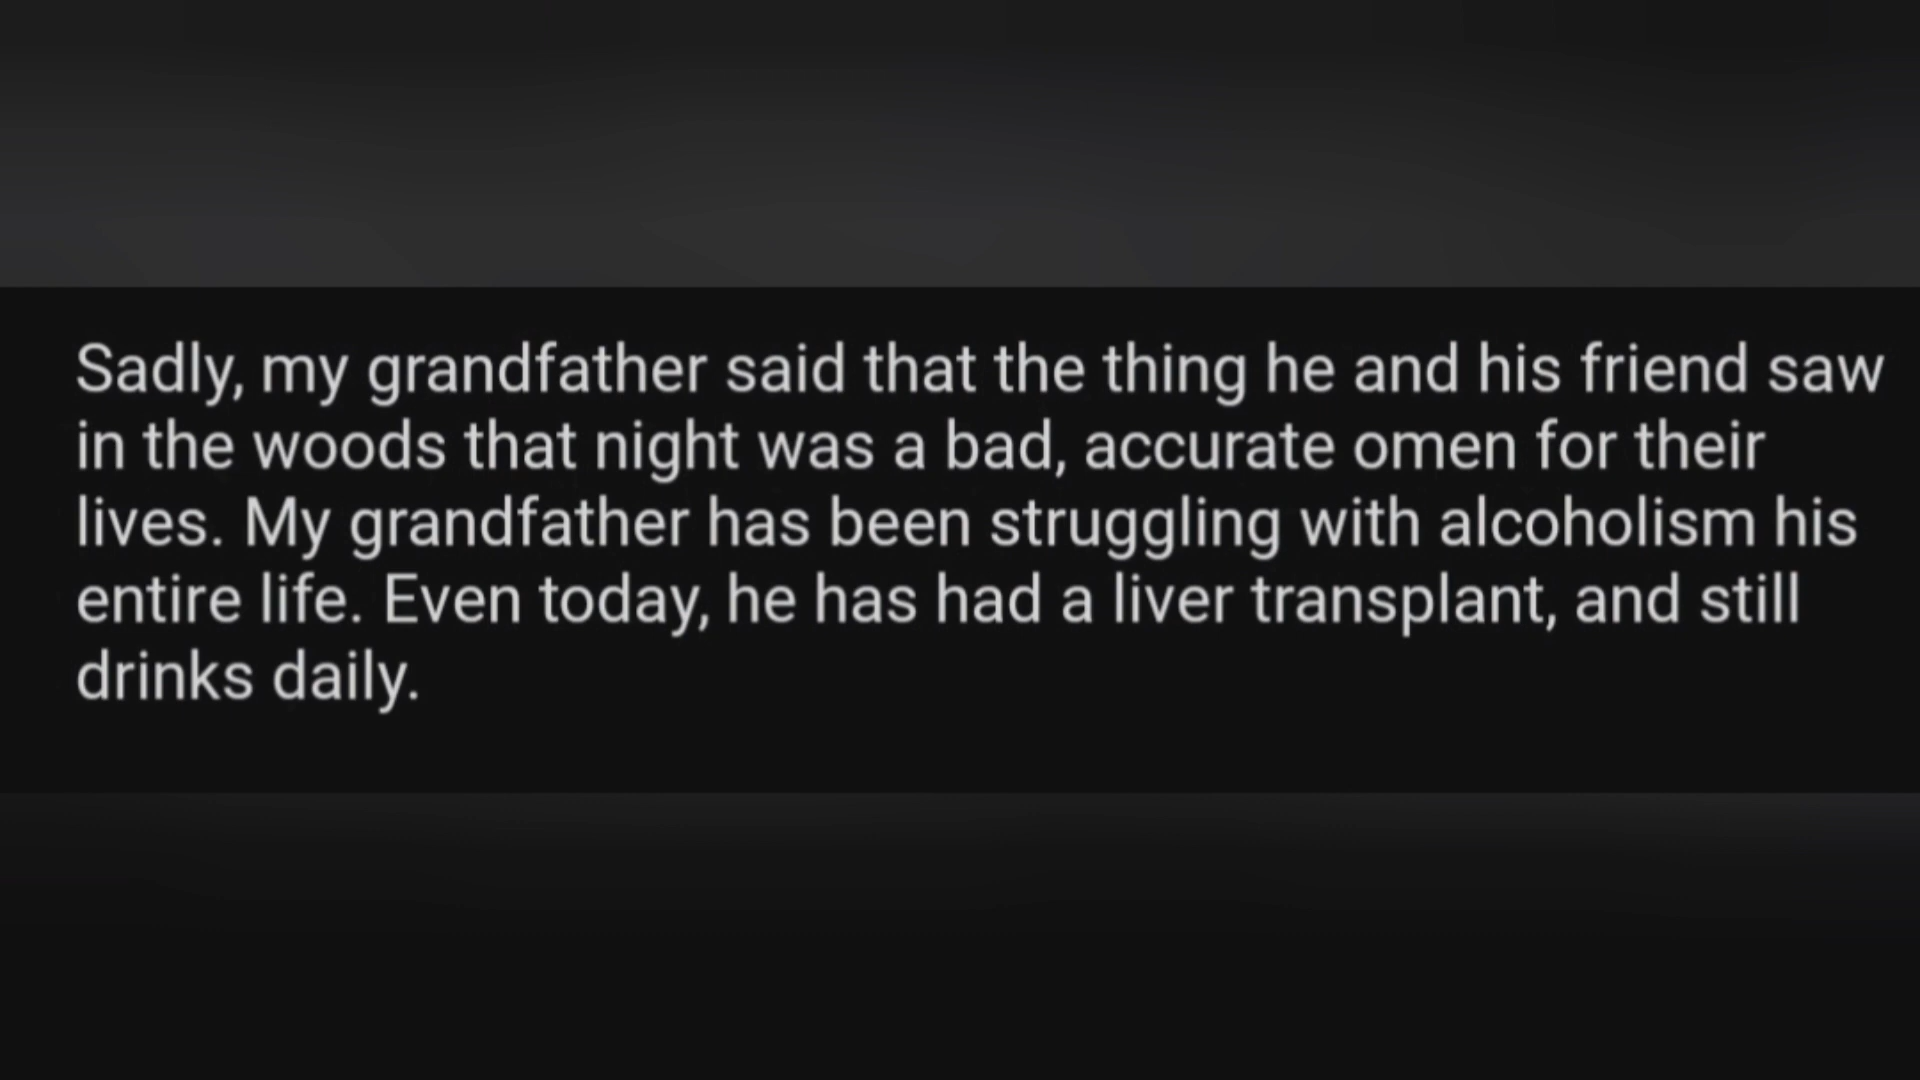 Sadly, my grandfather said that the thing he and his friend saw
in the woods that night was a bad, accurate omen for their
lives. My grandfather has been struggling with alcoholism his
entire life. Even today, he has had a liver transplant, and still
drinks daily.